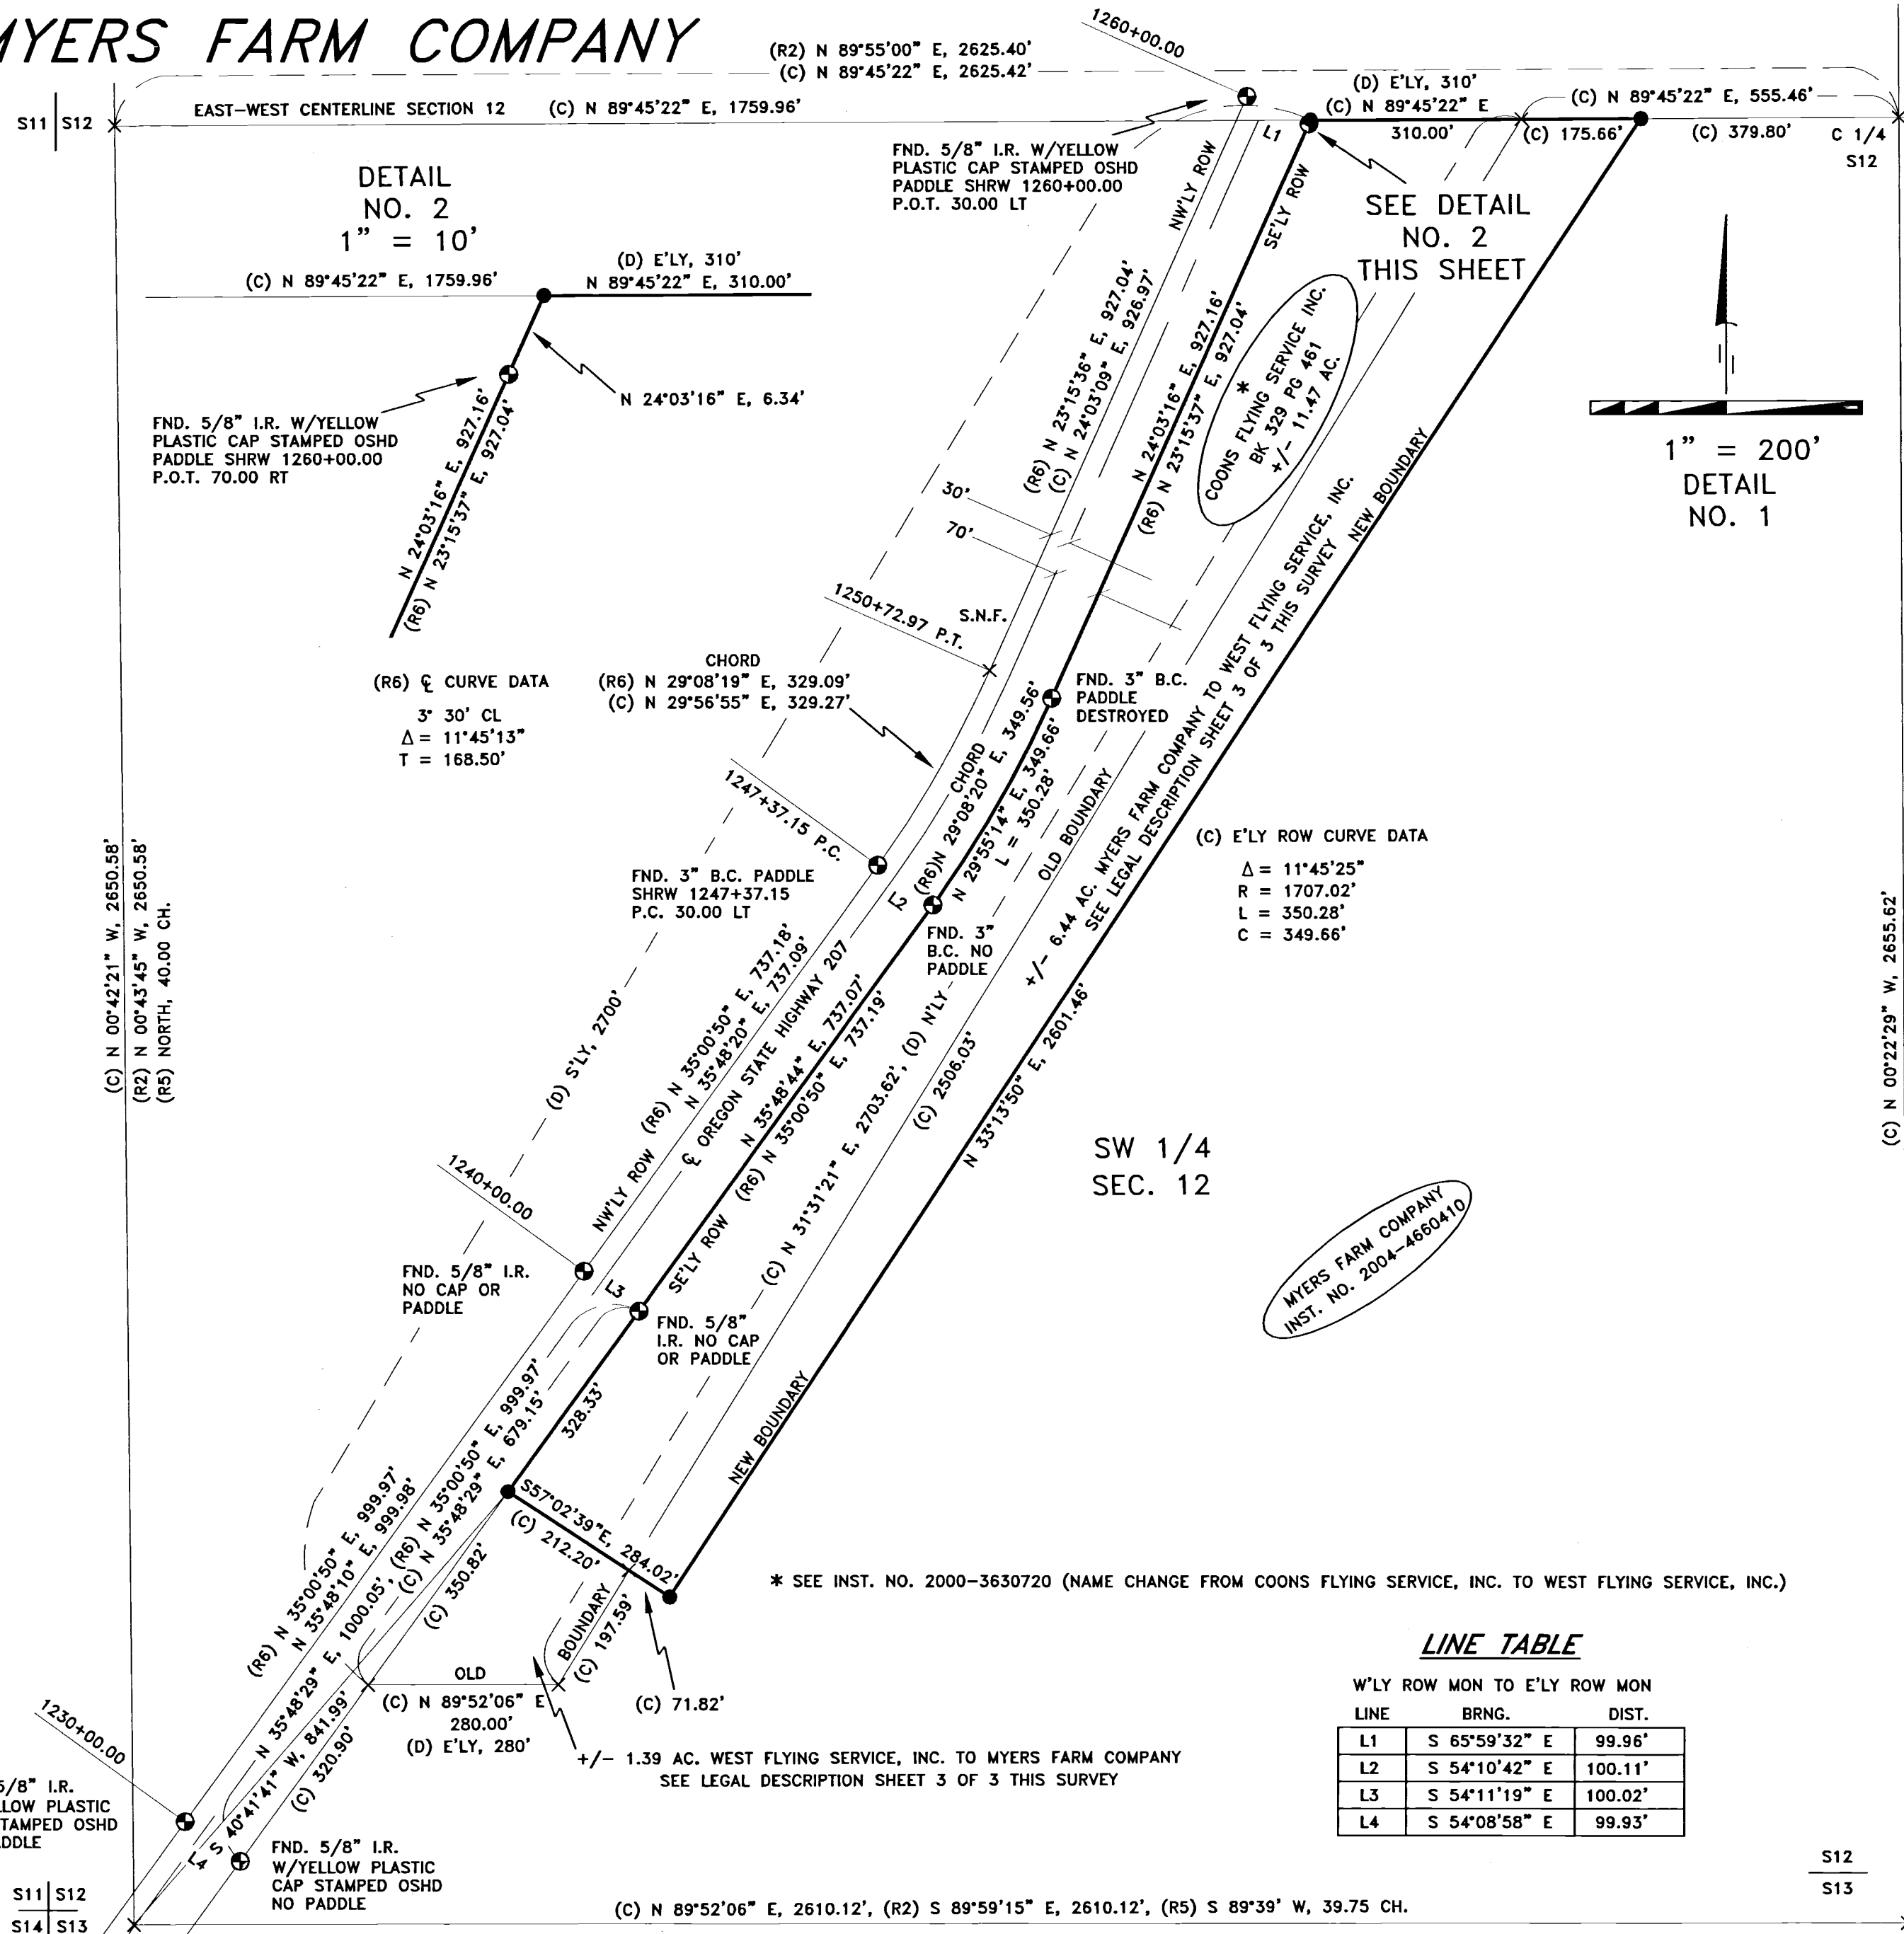 MYERS FARM COMPANY
(R2) N 89°55'00" E, 2625.40'
(C) N 89°45'22" E, 2625.42'
1260+00.00
EAST-WEST CENTERLINE SECTION 12
(C) N 89°45'22" E, 1759.96'
(D) E'LY, 310'
(C) N 89°45'22" E
310.00'
(C) N 89°45'22" E, 555.46'
(C) 175.66'
(C) 379.80'
C 1/4
S12
S11 S12
L1
FND. 5/8" I.R. W/YELLOW
PLASTIC CAP STAMPED OSHD
PADDLE SHRW 1260+00.00
P.O.T. 30.00 LT
NW'LY ROW
SE'LY ROW
SEE DETAIL
NO. 2
THIS SHEET
DETAIL
NO. 2
1" = 10'
(C) N 89°45'22" E, 1759.96'
(D) E'LY, 310'
N 89°45'22" E, 310.00'
N 24°03'16" E, 6.34'
FND. 5/8" I.R. W/YELLOW
PLASTIC CAP STAMPED OSHD
PADDLE SHRW 1260+00.00
P.O.T. 70.00 RT
N 24°03'16" E, 927.16'
(R6) N 23°15'37" E, 927.04'
1" = 200'
DETAIL
NO. 1
(R6) N 23°15'36" E, 927.04'
(C) N 24°03'09" E, 926.97'
N 24°03'16" E, 927.16'
(R6) N 23°15'37" E, 927.04'
COONS FLYING SERVICE INC.
*
BK 329 PG 461
+/- 11.47 AC.
30'
70'
1250+72.97 P.T.
S.N.F.
CHORD
(R6) N 29°08'19" E, 329.09'
(C) N 29°56'55" E, 329.27'
(R6) ℄ CURVE DATA
3° 30' CL
Δ = 11°45'13"
T = 168.50'
FND. 3" B.C.
PADDLE
DESTROYED
NEW BOUNDARY
+/- 6.44 AC. MYERS FARM COMPANY TO WEST FLYING SERVICE, INC.
SEE LEGAL DESCRIPTION SHEET 3 OF 3 THIS SURVEY
1247+37.15 P.C.
CHORD
(R6)N 29°08'20" E, 349.56'
N 29°55'14" E, 349.66'
L = 350.28'
OLD BOUNDARY
(C) E'LY ROW CURVE DATA
Δ = 11°45'25"
R = 1707.02'
L = 350.28'
C = 349.66'
FND. 3" B.C. PADDLE
SHRW 1247+37.15
P.C. 30.00 LT
L2
FND. 3"
B.C. NO
PADDLE
(C) N 00°42'21" W, 2650.58'
(R2) N 00°43'45" W, 2650.58'
(R5) NORTH, 40.00 CH.
(C) N 00°22'29" W, 2655.62'
(D) S'LY, 2700'
(R6) N 35°00'50" E, 737.18'
N 35°48'20" E, 737.09'
NW'LY ROW
℄ OREGON STATE HIGHWAY 207
N 35°48'44" E, 737.07'
(R6) N 35°00'50" E, 737.19'
SE'LY ROW
(C) N 31°31'21" E, 2703.62', (D) N'LY
(C) 2506.03'
N 33°13'50" E, 2601.46'
SW 1/4
SEC. 12
MYERS FARM COMPANY
INST. NO. 2004-4660410
1240+00.00
FND. 5/8" I.R.
NO CAP OR
PADDLE
L3
FND. 5/8"
I.R. NO CAP
OR PADDLE
328.33'
NEW BOUNDARY
S57°02'39"E, 284.02'
(C) 212.20'
(C) 71.82'
(R6) N 35°00'50" E, 999.97'
N 35°48'10" E, 999.98'
N 35°48'29" E, 1000.05', (R6) N 35°00'50" E, 999.97'
(C) N 35°48'29" E, 679.15'
(C) 350.82'
S 40°41'41" W, 841.99'
(C) 320.90'
BOUNDARY
(C) 197.59'
OLD
(C) N 89°52'06" E
280.00'
(D) E'LY, 280'
* SEE INST. NO. 2000-3630720 (NAME CHANGE FROM COONS FLYING SERVICE, INC. TO WEST FLYING SERVICE, INC.)
+/- 1.39 AC. WEST FLYING SERVICE, INC. TO MYERS FARM COMPANY
SEE LEGAL DESCRIPTION SHEET 3 OF 3 THIS SURVEY
LINE TABLE
W'LY ROW MON TO E'LY ROW MON
LINE BRNG. DIST.
L1 S 65°59'32" E 99.96'
L2 S 54°10'42" E 100.11'
L3 S 54°11'19" E 100.02'
L4 S 54°08'58" E 99.93'
1230+00.00
5/8" I.R.
PLASTIC
STAMPED OSHD
L4
FND. 5/8" I.R.
W/YELLOW PLASTIC
CAP STAMPED OSHD
NO PADDLE
S11 S12
S14 S13
(C) N 89°52'06" E, 2610.12', (R2) S 89°59'15" E, 2610.12', (R5) S 89°39' W, 39.75 CH.
S12
S13